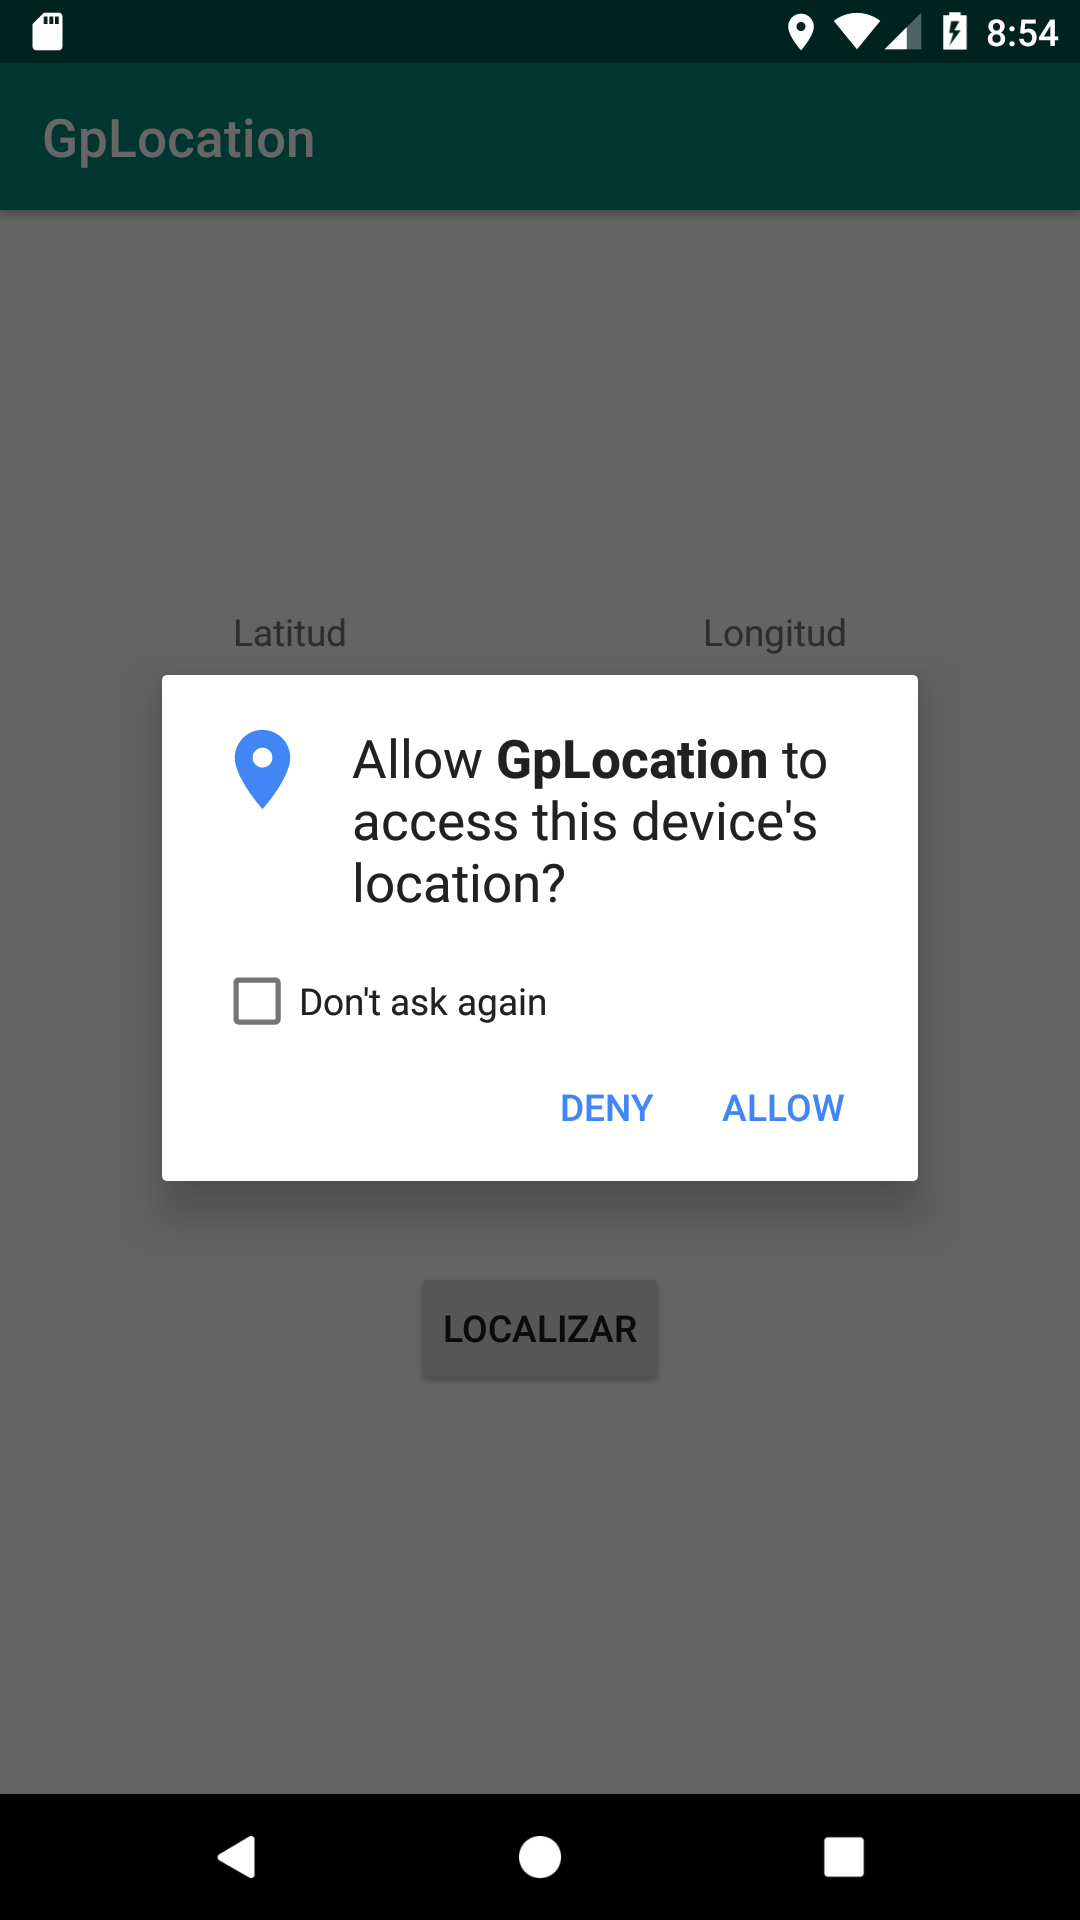 8:54
GpLocation
Latitud Longitud
Allow GpLocation to
access this device's
location?
Don't ask again
DENY ALLOW
LOCALIZAR